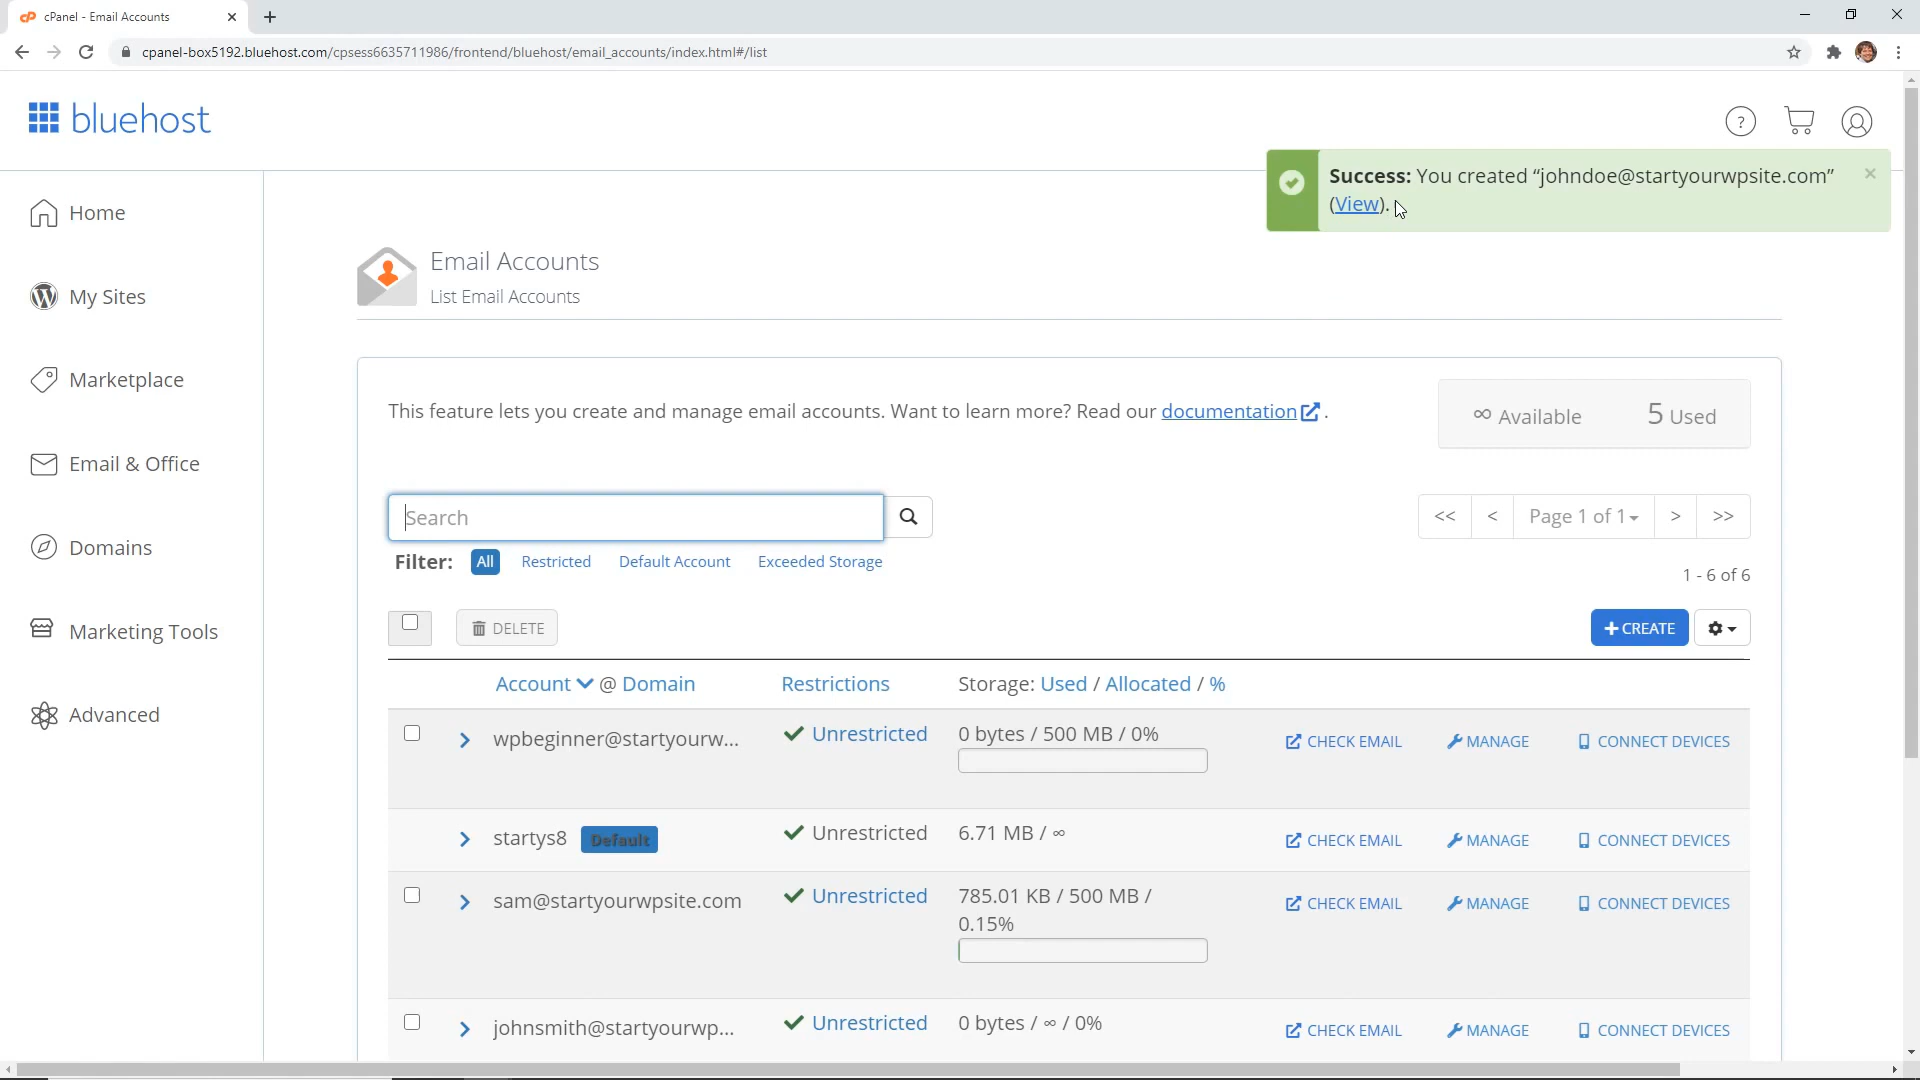 cPanel - Email Accounts
cpanel-box5192.bluehost.com/cpsess6635711986/frontend/bluehost/email_accounts/index.html#/list
bluehost
?
Success: You created “johndoe@startyourwpsite.com”
(View).
Home
My Sites
Marketplace
Email & Office
Domains
Marketing Tools
Advanced
Email Accounts
List Email Accounts
This feature lets you create and manage email accounts. Want to learn more? Read our documentation .
∞ Available 5 Used
Search
<< < Page 1 of 1 > >>
Filter: All Restricted Default Account Exceeded Storage
1 - 6 of 6
DELETE
+CREATE
Account @ Domain Restrictions Storage: Used / Allocated / %
wpbeginner@startyourw... Unrestricted 0 bytes / 500 MB / 0% CHECK EMAIL MANAGE CONNECT DEVICES
startys8 Default Unrestricted 6.71 MB / ∞ CHECK EMAIL MANAGE CONNECT DEVICES
sam@startyourwpsite.com Unrestricted 785.01 KB / 500 MB / CHECK EMAIL MANAGE CONNECT DEVICES
0.15%
johnsmith@startyourwp... Unrestricted 0 bytes / ∞ / 0% CHECK EMAIL MANAGE CONNECT DEVICES